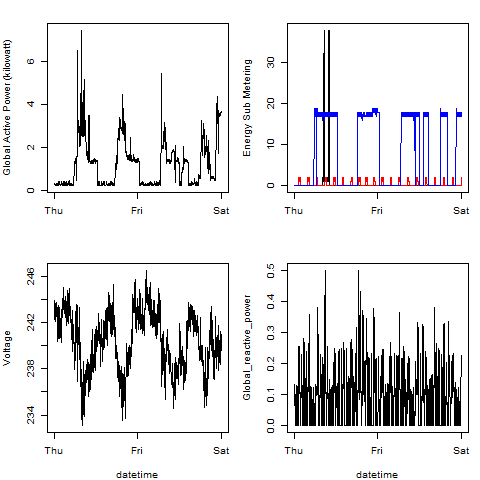 Global Active Power (kilowatt)
0
2
4
6
Thu
Fri
Sat
Energy Sub Metering
0
10
20
30
Thu
Fri
Sat
Voltage
234
238
242
246
Thu
Fri
Sat
datetime
Global_reactive_power
0.0
0.1
0.2
0.3
0.4
0.5
Thu
Fri
Sat
datetime